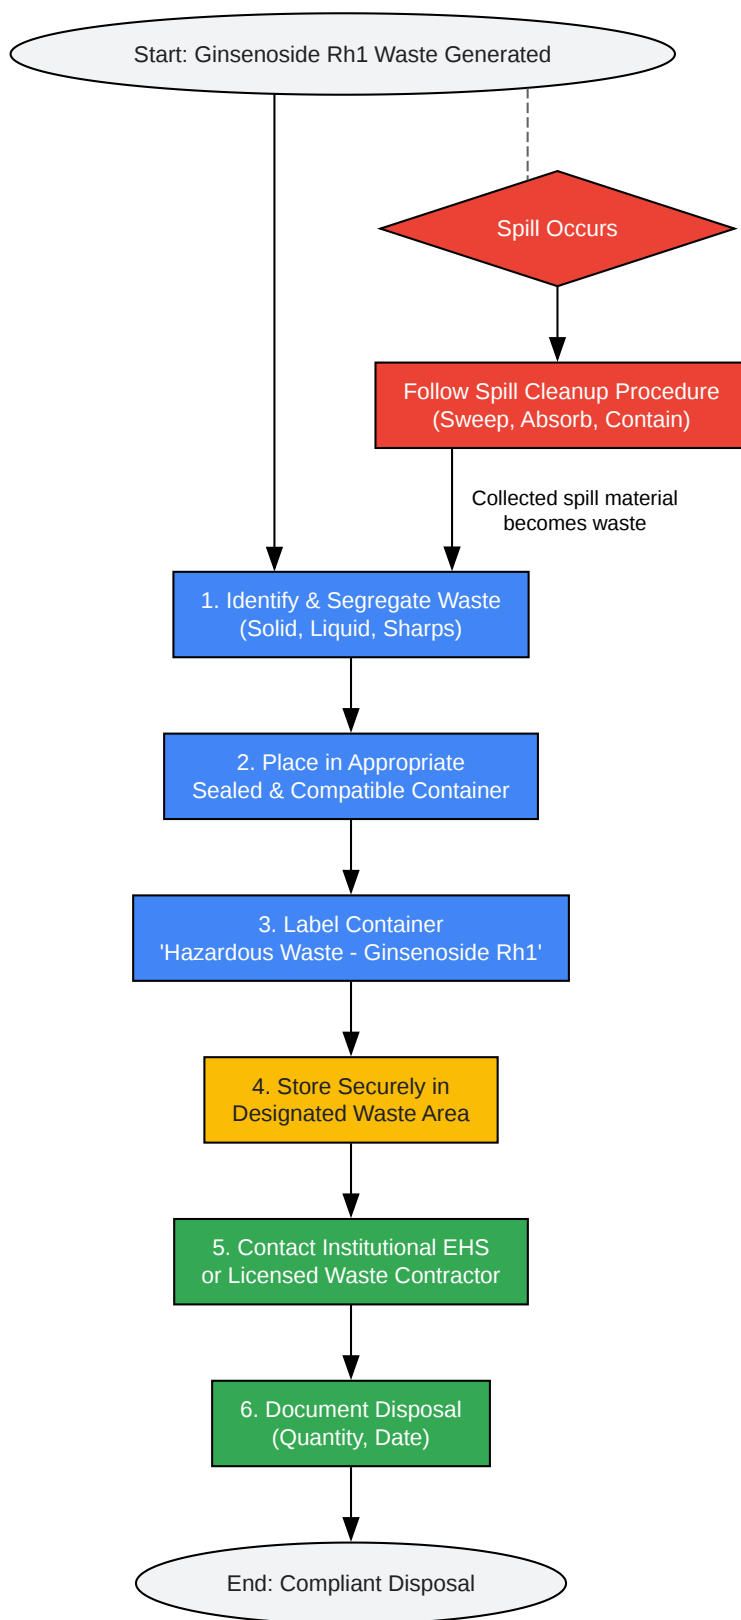 Start: Ginsenoside Rh1 Waste Generated
Spill Occurs
Follow Spill Cleanup Procedure
(Sweep, Absorb, Contain)
Collected spill material
becomes waste
1. Identify & Segregate Waste
(Solid, Liquid, Sharps)
2. Place in Appropriate
Sealed & Compatible Container
3. Label Container
'Hazardous Waste - Ginsenoside Rh1'
4. Store Securely in
Designated Waste Area
5. Contact Institutional EHS
or Licensed Waste Contractor
6. Document Disposal
(Quantity, Date)
End: Compliant Disposal